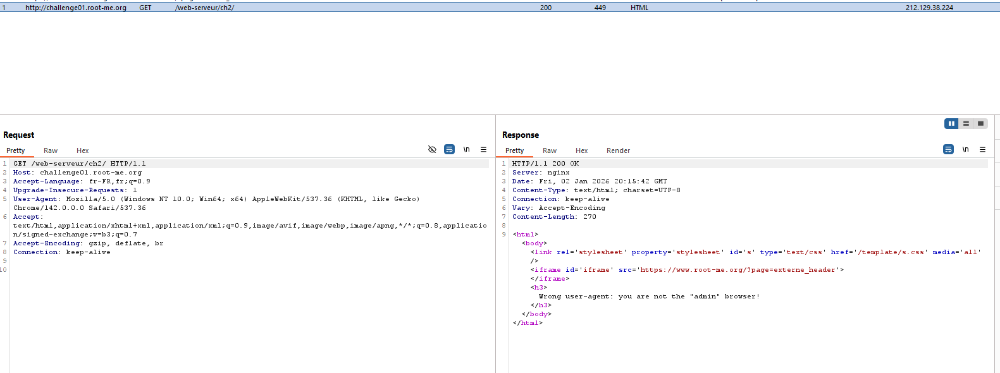 1 http://challenge01.root-me.org GET /web-serveur/ch2/ 200 449 HTML 212.129.38.224
Request
Pretty Raw Hex \n
1 GET /web-serveur/ch2/ HTTP/1.1
2 Host: challenge01.root-me.org
3 Accept-Language: fr-FR,fr;q=0.9
4 Upgrade-Insecure-Requests: 1
5 User-Agent: Mozilla/5.0 (Windows NT 10.0; Win64; x64) AppleWebKit/537.36 (KHTML, like Gecko)
Chrome/142.0.0.0 Safari/537.36
6 Accept:
text/html,application/xhtml+xml,application/xml;q=0.9,image/avif,image/webp,image/apng,*/*;q=0.8,applicatio
n/signed-exchange;v=b3;q=0.7
7 Accept-Encoding: gzip, deflate, br
8 Connection: keep-alive
9
10
Response
Pretty Raw Hex Render \n
1 HTTP/1.1 200 OK
2 Server: nginx
3 Date: Fri, 02 Jan 2026 20:15:42 GMT
4 Content-Type: text/html; charset=UTF-8
5 Connection: keep-alive
6 Vary: Accept-Encoding
7 Content-Length: 270
8
9 <html>
<body>
<link rel='stylesheet' property='stylesheet' id='s' type='text/css' href='/template/s.css' media='all'
/>
<iframe id='iframe' src='https://www.root-me.org/?page=externe_header'>
</iframe>
<h3>
Wrong user-agent: you are not the "admin" browser!
</h3>
</body>
</html>